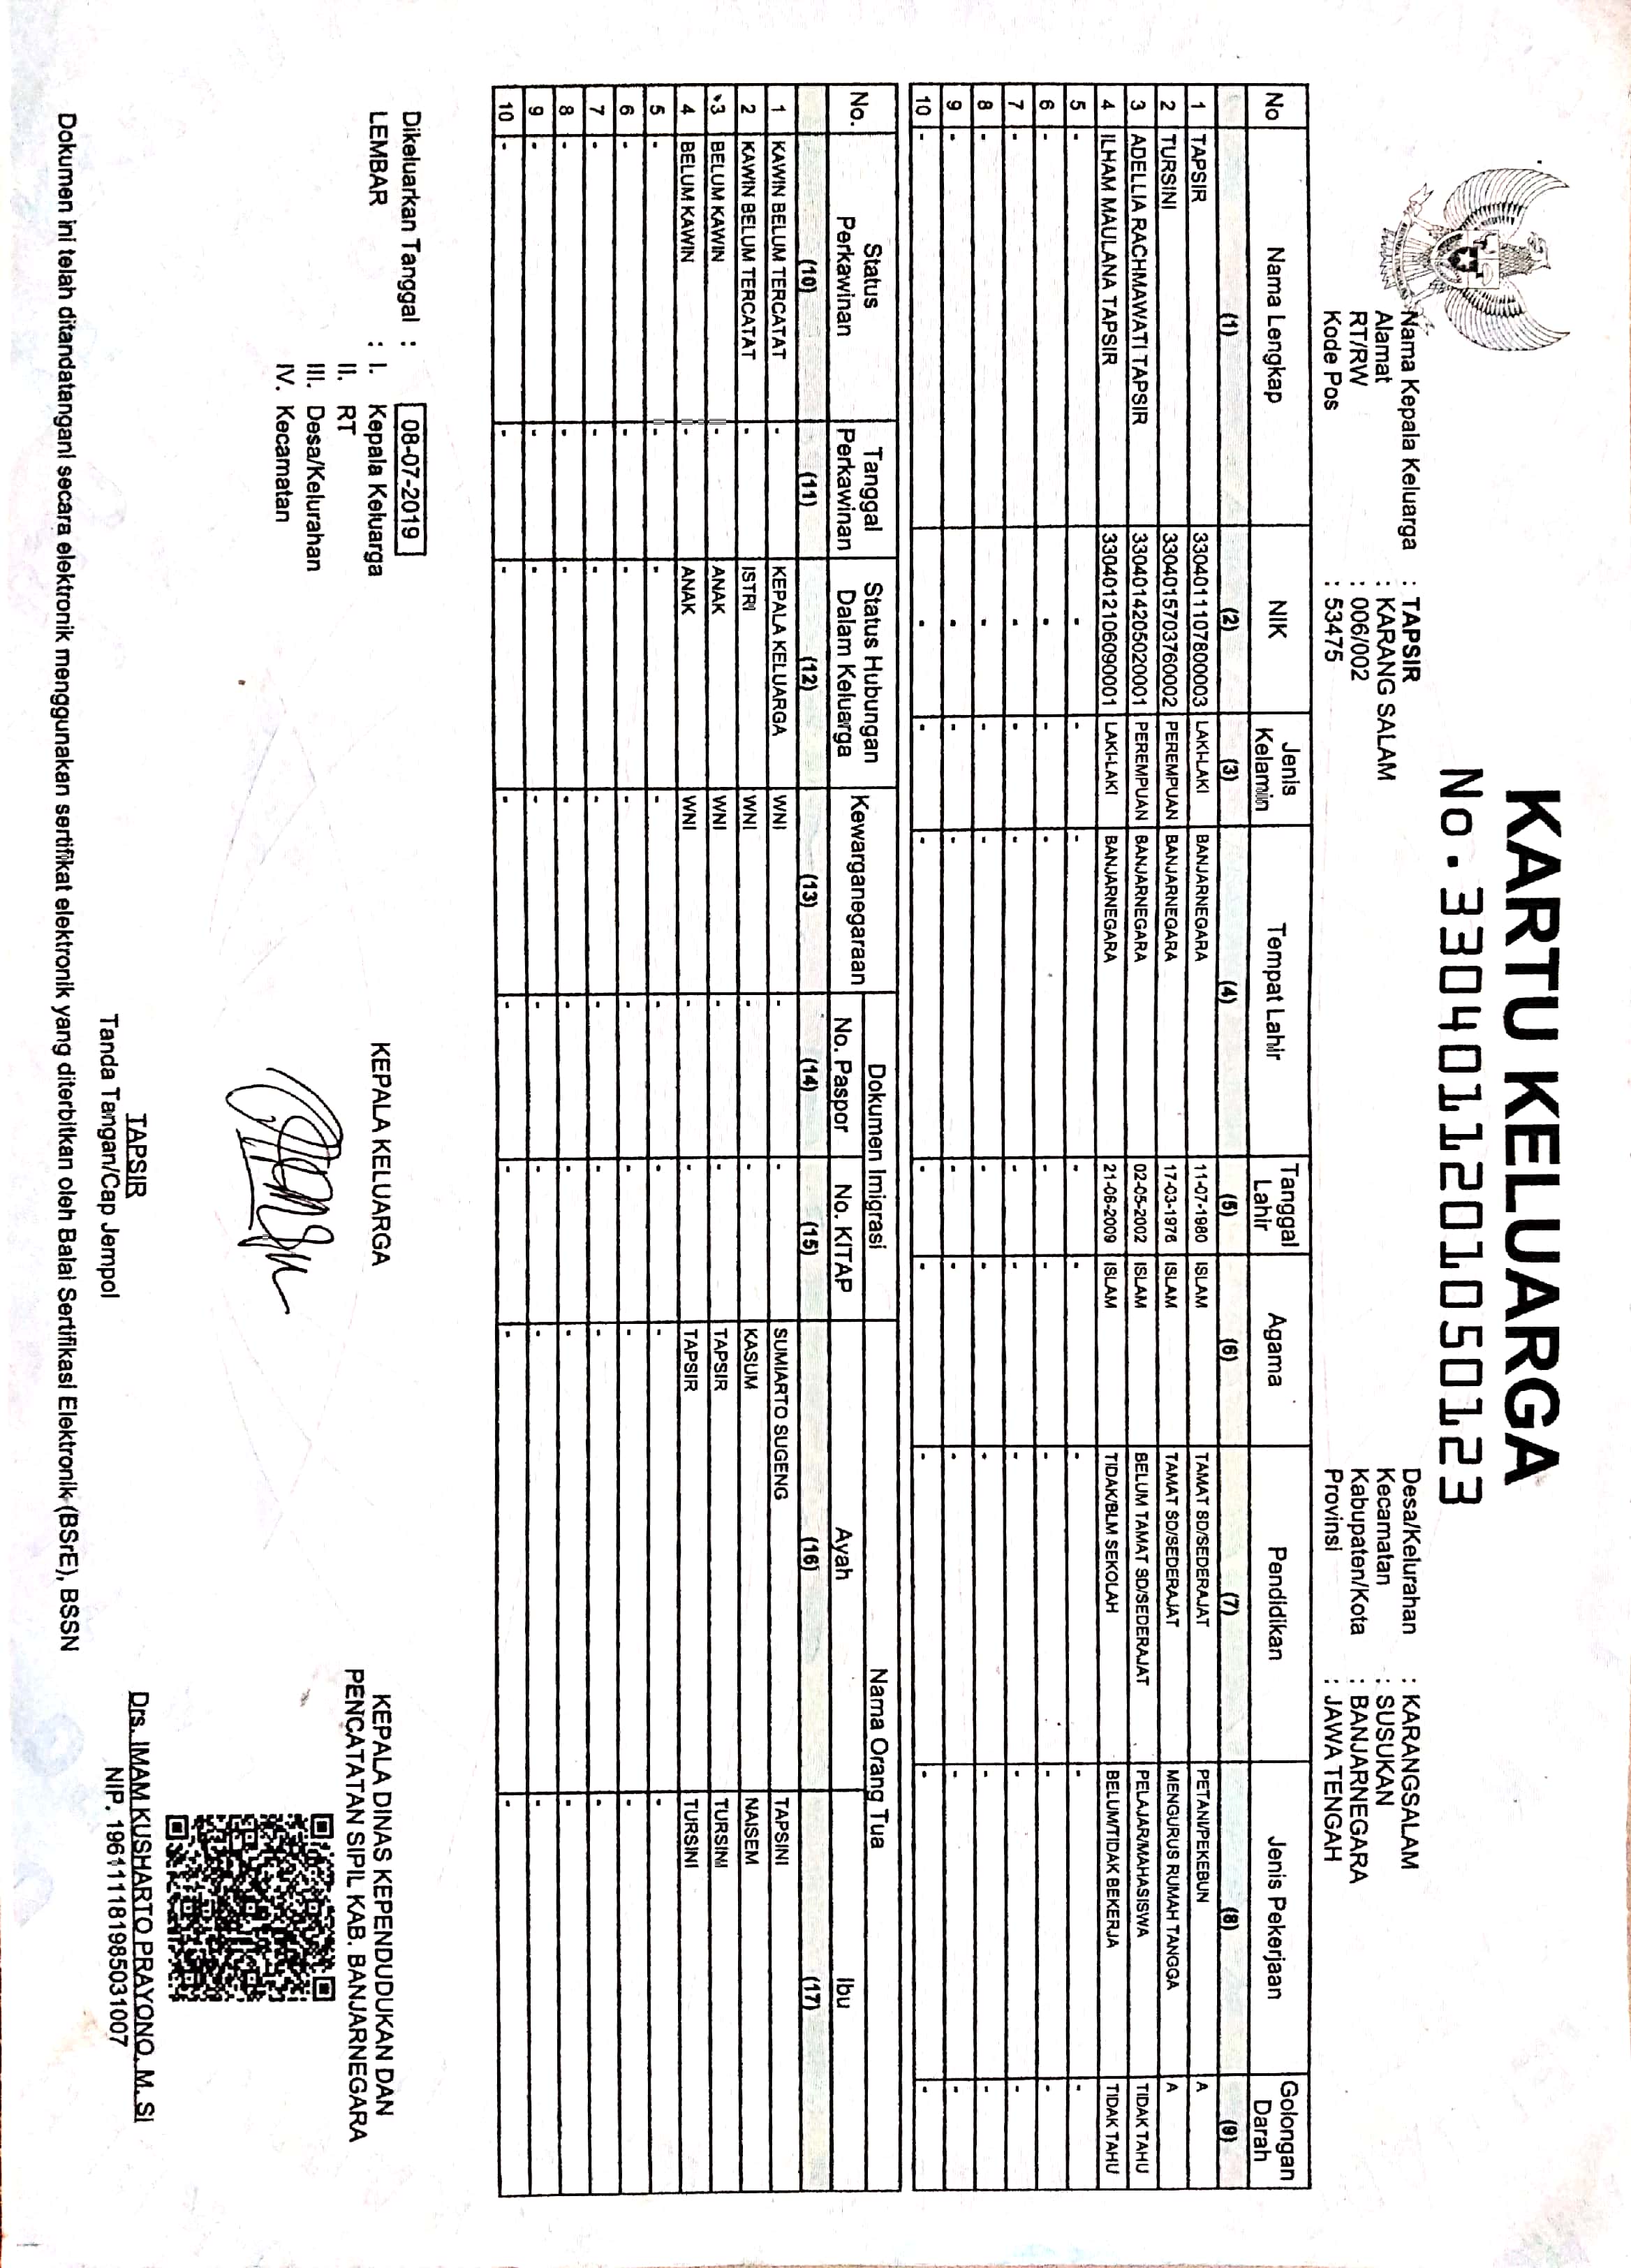 KARTU KELUARGA
No. 3304011201050123
Nama Kepala Keluarga : TAPSIR
Alamat : KARANG SALAM
RT/RW : 006/002
Kode Pos : 53475
Desa/Kelurahan : KARANGSALAM
Kecamatan : SUSUKAN
Kabupaten/Kota : BANJARNEGARA
Provinsi : JAWA TENGAH
No Nama Lengkap NIK Jenis Kelamin Tempat Lahir Tanggal Lahir Agama Pendidikan Jenis Pekerjaan Golongan Darah
(1) (2) (3) (4) (5) (6) (7) (8) (9)
1 TAPSIR 3304011107800003 LAKI-LAKI BANJARNEGARA 11-07-1980 ISLAM TAMAT SD/SEDERAJAT PETANI/PEKEBUN A
2 TURSINI 3304015703760002 PEREMPUAN BANJARNEGARA 17-03-1976 ISLAM TAMAT SD/SEDERAJAT MENGURUS RUMAH TANGGA A
3 ADELLIA RACHMAWATI TAPSIR 3304014205020001 PEREMPUAN BANJARNEGARA 02-05-2002 ISLAM BELUM TAMAT SD/SEDERAJAT PELAJAR/MAHASISWA TIDAK TAHU
4 ILHAM MAULANA TAPSIR 3304012106090001 LAKI-LAKI BANJARNEGARA 21-06-2009 ISLAM TIDAK/BLM SEKOLAH BELUM/TIDAK BEKERJA TIDAK TAHU
5 - - - - - - - - -
6 - - - - - - - - -
7 - - - - - - - - -
8 - - - - - - - - -
9 - - - - - - - - -
10 - - - - - - - - -
No. Status Perkawinan Tanggal Perkawinan Status Hubungan Dalam Keluarga Kewarganegaraan Dokumen Imigrasi Nama Orang Tua
No. Paspor No. KITAP Ayah Ibu
(10) (11) (12) (13) (14) (15) (16) (17)
1 KAWIN BELUM TERCATAT - KEPALA KELUARGA WNI - - SUMIARTO SUGENG TAPSINI
2 KAWIN BELUM TERCATAT - ISTRI WNI - - KASUM NAISEM
3 BELUM KAWIN - ANAK WNI - - TAPSIR TURSINI
4 BELUM KAWIN - ANAK WNI - - TAPSIR TURSINI
5 - - - - - - - -
6 - - - - - - - -
7 - - - - - - - -
8 - - - - - - - -
9 - - - - - - - -
10 - - - - - - - -
Dikeluarkan Tanggal : 08-07-2019
LEMBAR : I. Kepala Keluarga
II. RT
III. Desa/Kelurahan
IV. Kecamatan
KEPALA KELUARGA
TAPSIR
Tanda Tangan/Cap Jempol
KEPALA DINAS KEPENDUDUKAN DAN
PENCATATAN SIPIL KAB. BANJARNEGARA
Drs. IMAM KUSHARTO PRAYONO, M. SI
NIP. 196111181985031007
Dokumen ini telah ditandatangani secara elektronik menggunakan sertifikat elektronik yang diterbitkan oleh Balai Sertifikasi Elektronik (BSrE), BSSN